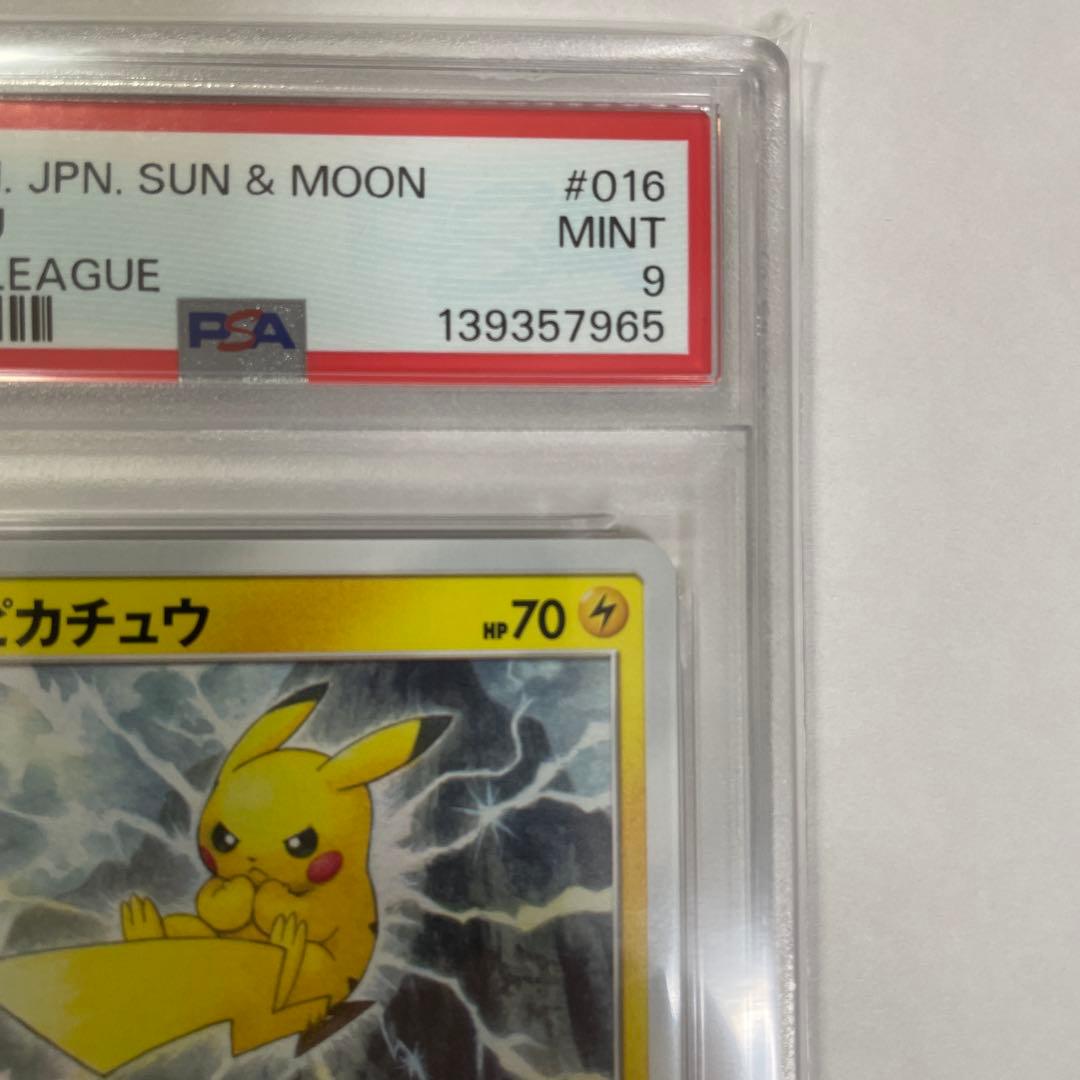 JPN. SUN & MOON #016
MINT
LEAGUE 9
PSA 139357965
ピカチュウ HP70